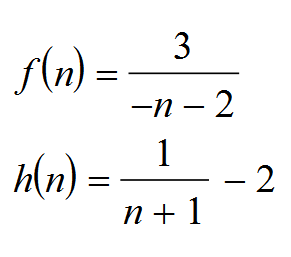 f(n) = 3 / (-n - 2)
h(n) = 1 / (n + 1) - 2